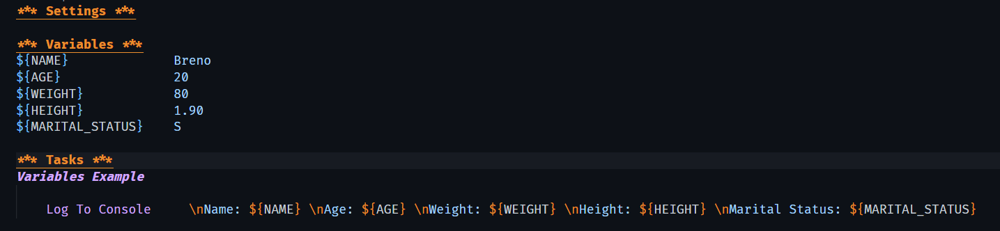 *** Settings ***
*** Variables ***
${NAME}              Breno
${AGE}               20
${WEIGHT}            80
${HEIGHT}            1.90
${MARITAL_STATUS}    S
*** Tasks ***
Variables Example
    Log To Console     \nName: ${NAME} \nAge: ${AGE} \nWeight: ${WEIGHT} \nHeight: ${HEIGHT} \nMarital Status: ${MARITAL_STATUS}